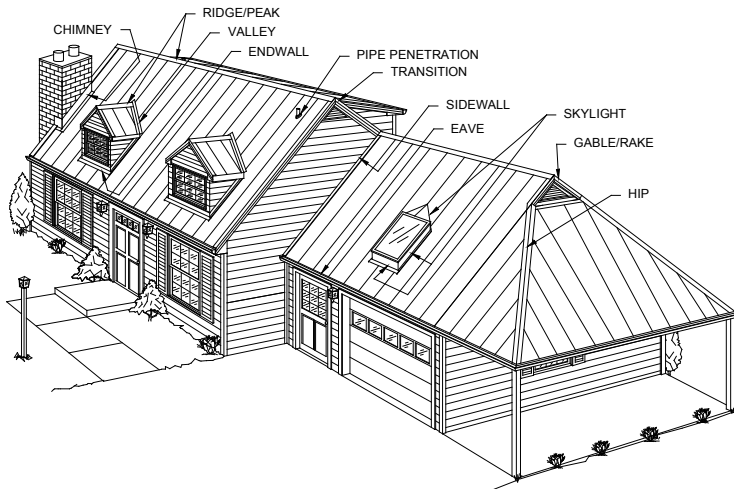 RIDGE/PEAK
CHIMNEY
VALLEY
ENDWALL
PIPE PENETRATION
TRANSITION
SIDEWALL
SKYLIGHT
EAVE
GABLE/RAKE
HIP